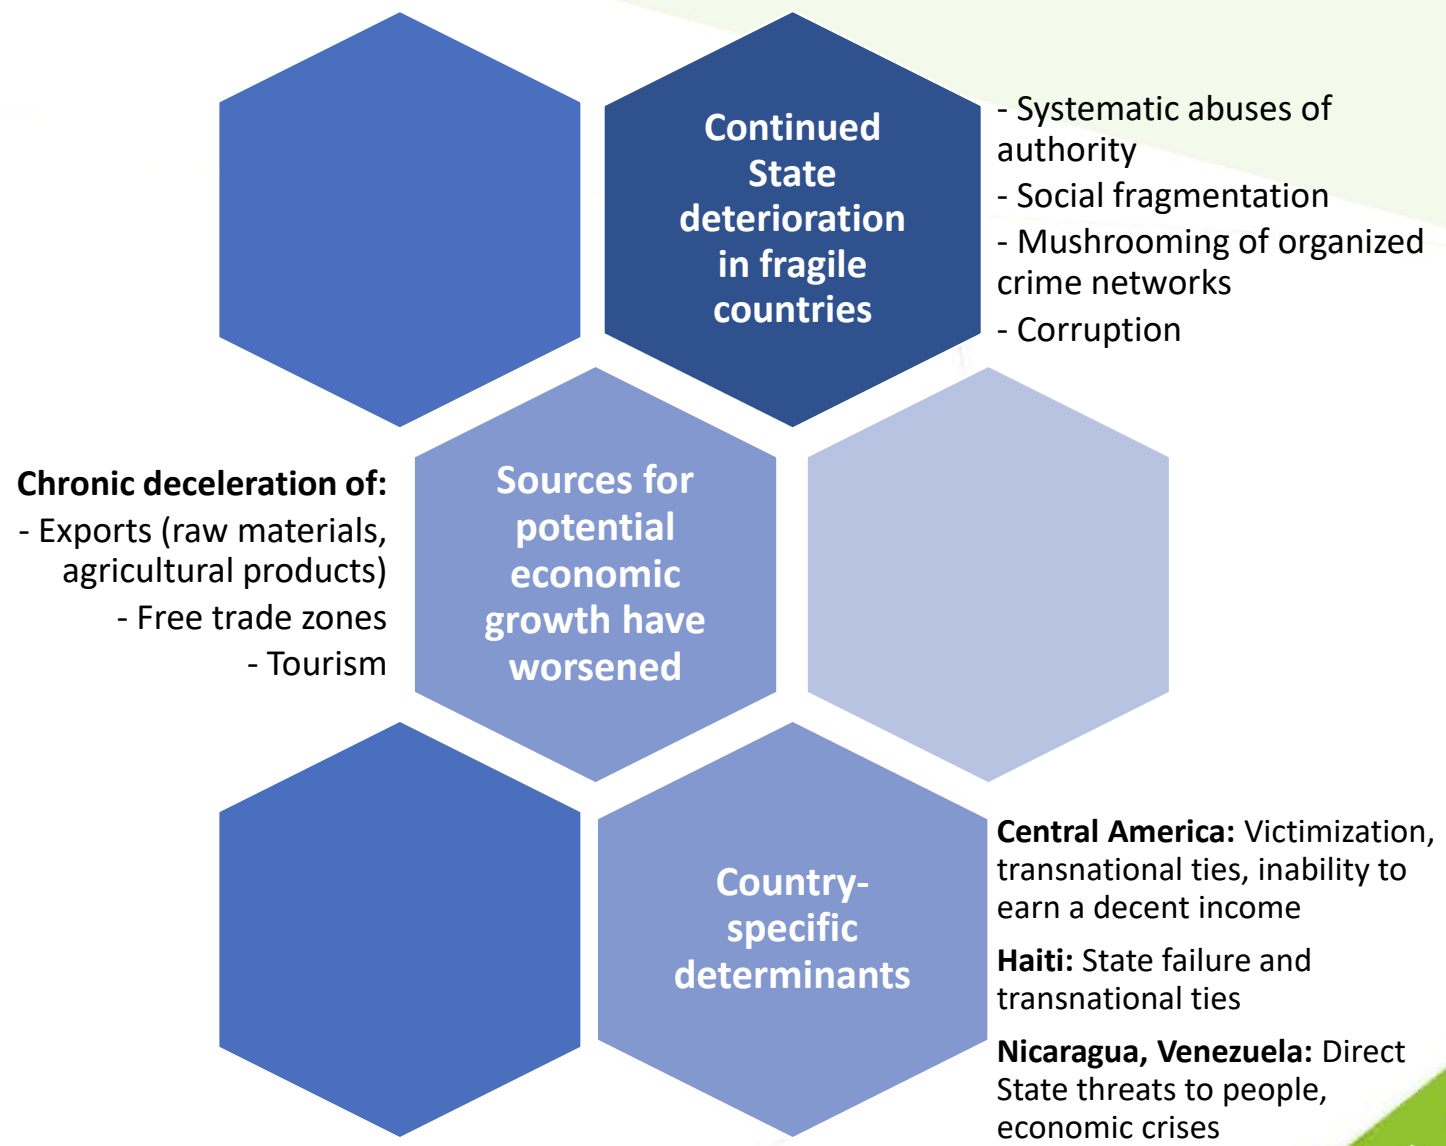 Continued
State
deterioration
in fragile
countries
- Systematic abuses of
authority
- Social fragmentation
- Mushrooming of organized
crime networks
- Corruption
Chronic deceleration of:
- Exports (raw materials,
agricultural products)
- Free trade zones
- Tourism
Sources for
potential
economic
growth have
worsened
Country-
specific
determinants
Central America: Victimization,
transnational ties, inability to
earn a decent income
Haiti: State failure and
transnational ties
Nicaragua, Venezuela: Direct
State threats to people,
economic crises